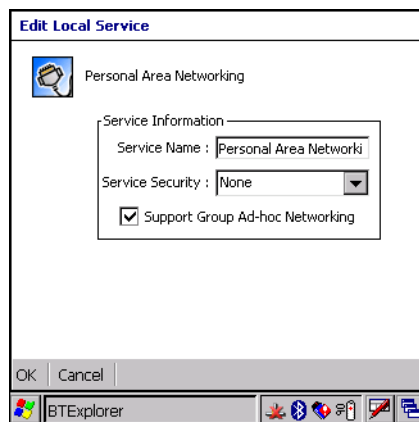 Edit Local Service
Personal Area Networking
Service Information
Service Name : Personal Area Networki
Service Security : None
Support Group Ad-hoc Networking
OK Cancel
BTExplorer